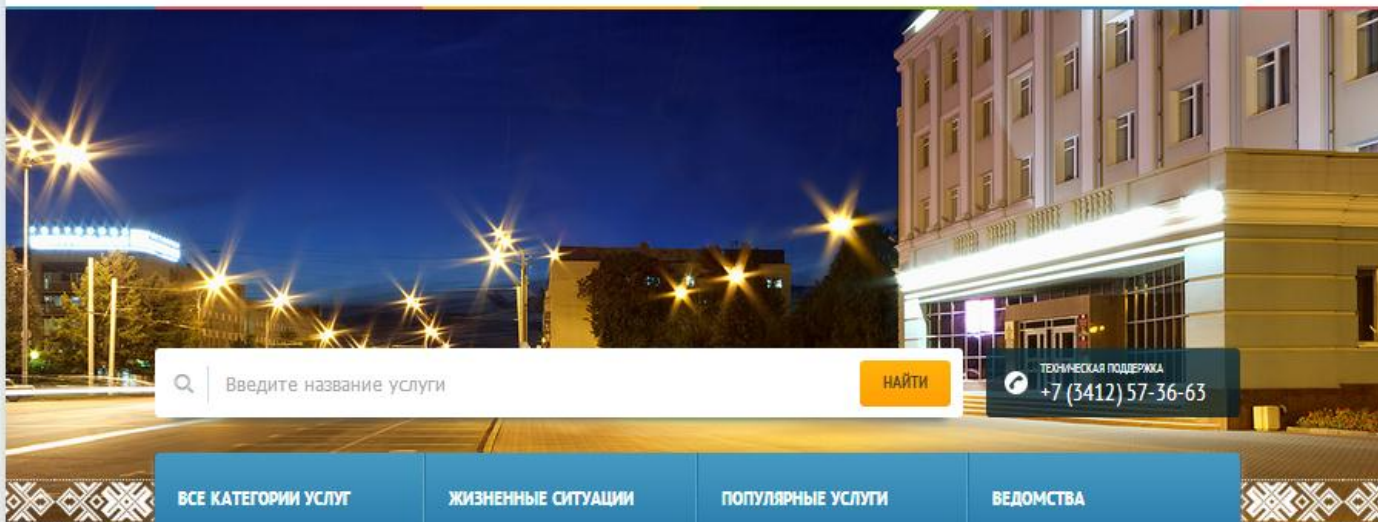 Введите название услуги
НАЙТИ
ТЕХНИЧЕСКАЯ ПОДДЕРЖКА
+7 (3412) 57-36-63
ВСЕ КАТЕГОРИИ УСЛУГ
ЖИЗНЕННЫЕ СИТУАЦИИ
ПОПУЛЯРНЫЕ УСЛУГИ
ВЕДОМСТВА